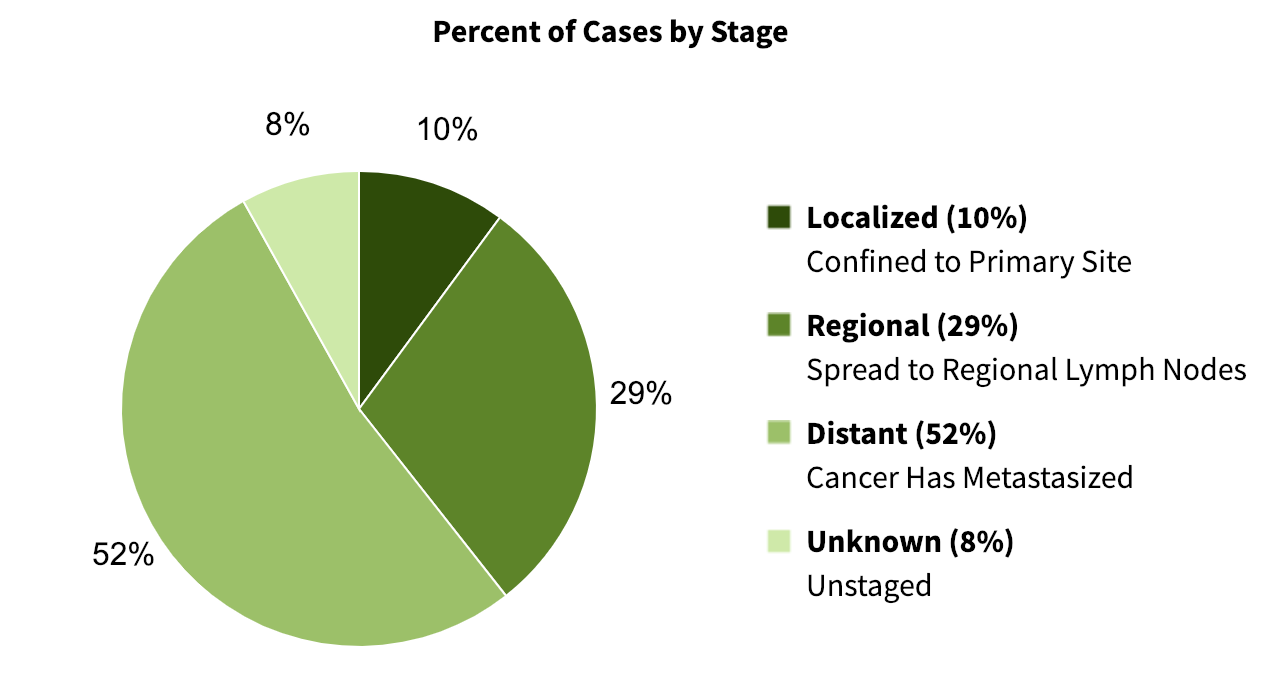 Percent of Cases by Stage
8%
10%
29%
52%
Localized (10%)
Confined to Primary Site
Regional (29%)
Spread to Regional Lymph Nodes
Distant (52%)
Cancer Has Metastasized
Unknown (8%)
Unstaged